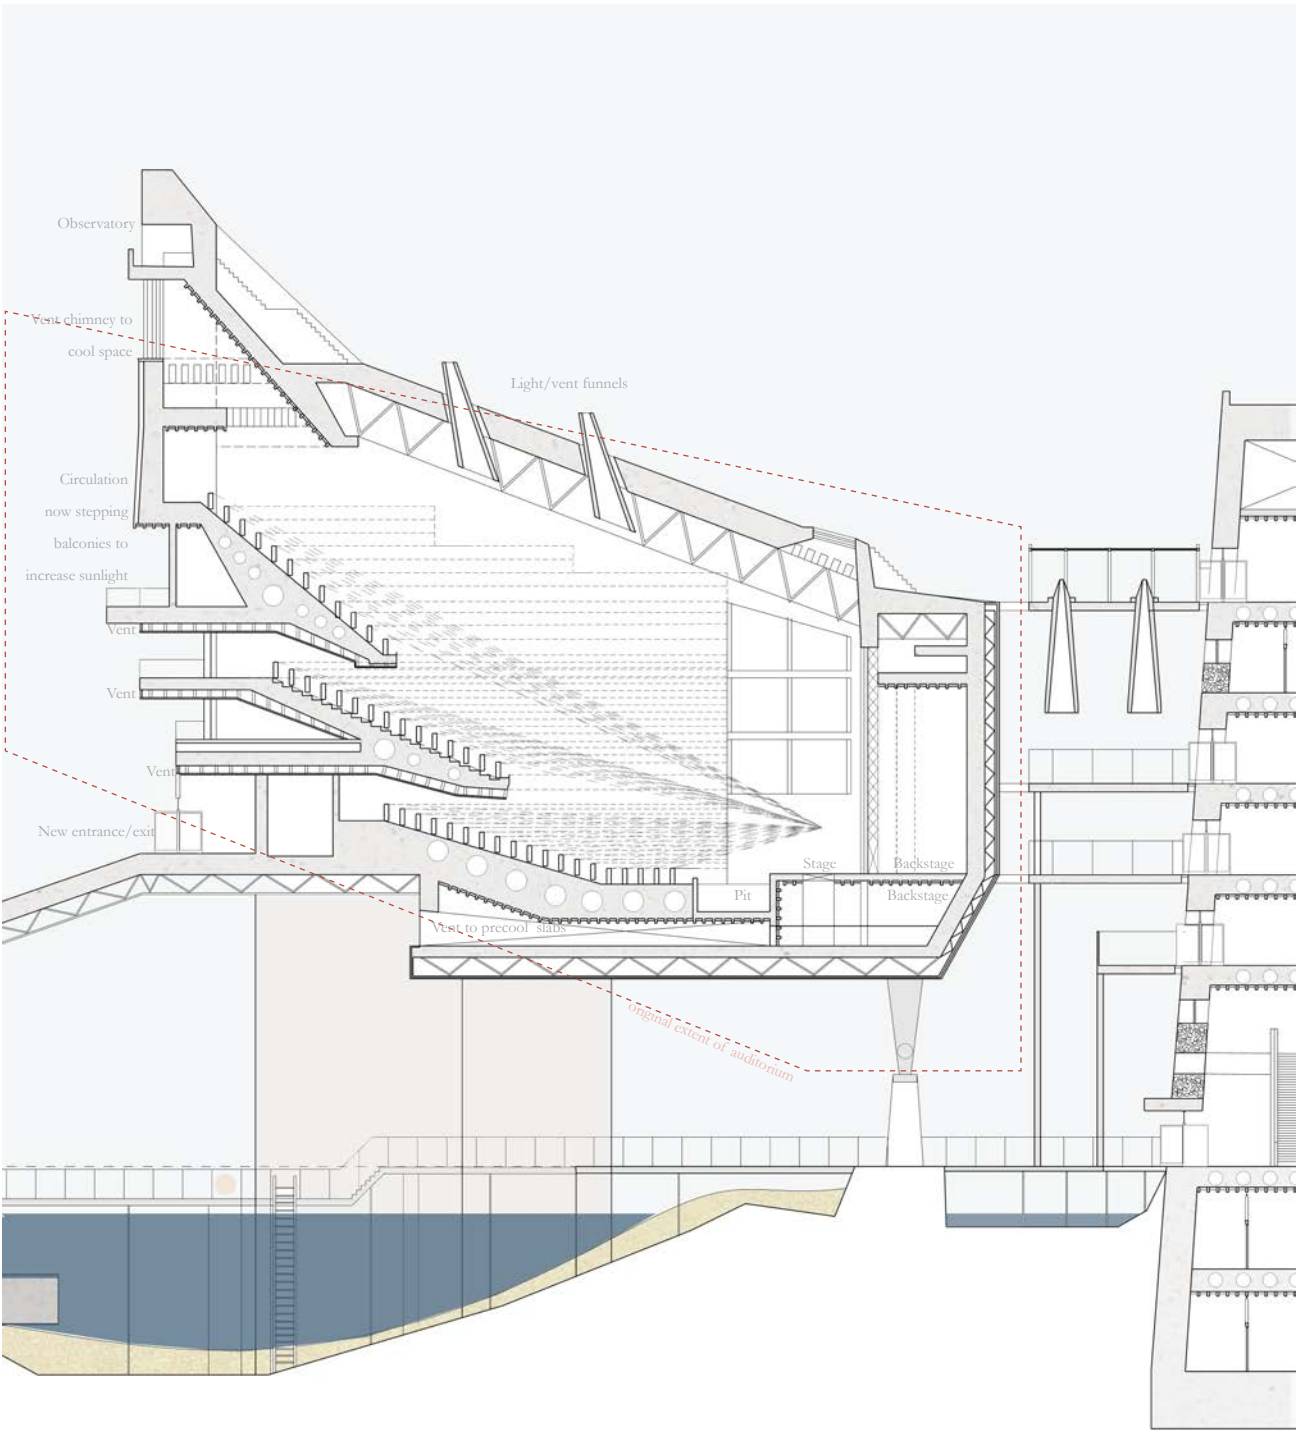 Observatory
Vent chimney to
cool space
Light/vent funnels
Circulation
now stepping
balconies to
increase sunlight
Vent
Vent
Vent
New entrance/exit
Stage
Backstage
Pit
Backstage
Vent to precool slabs
original extent of auditorium